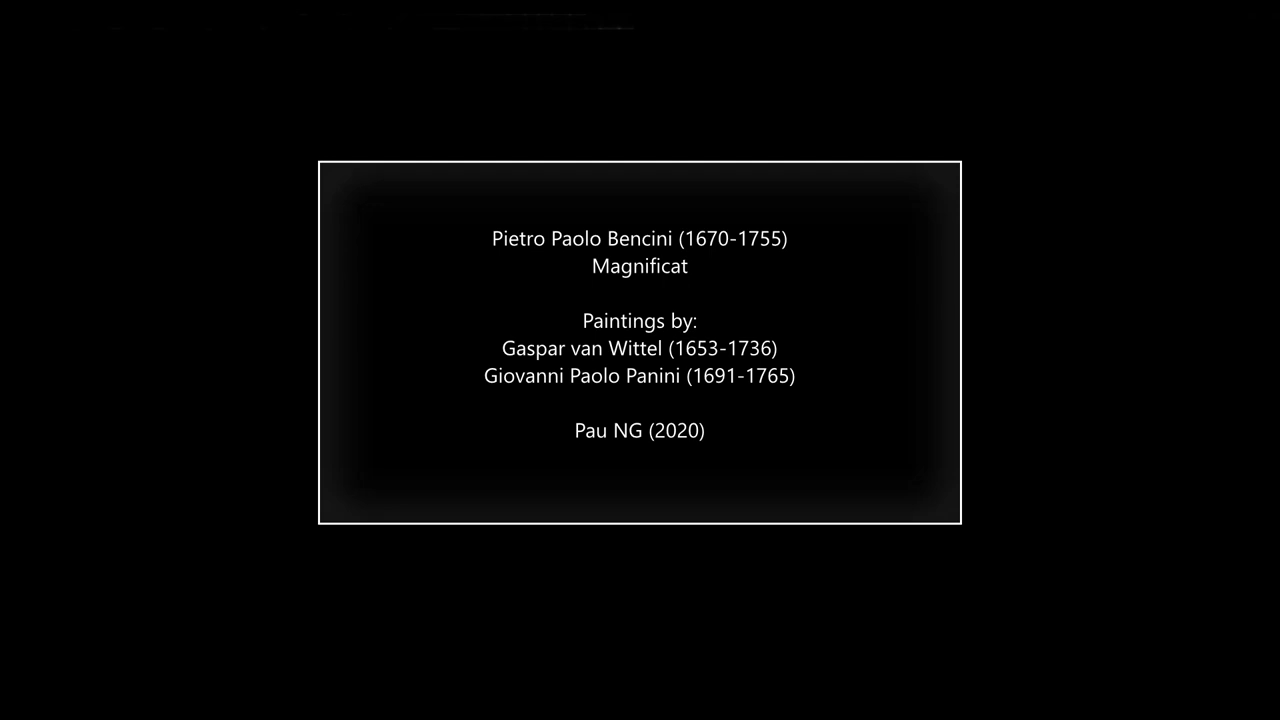 Pietro Paolo Bencini (1670-1755)
Magnificat
Paintings by:
Gaspar van Wittel (1653-1736)
Giovanni Paolo Panini (1691-1765)
Pau NG (2020)